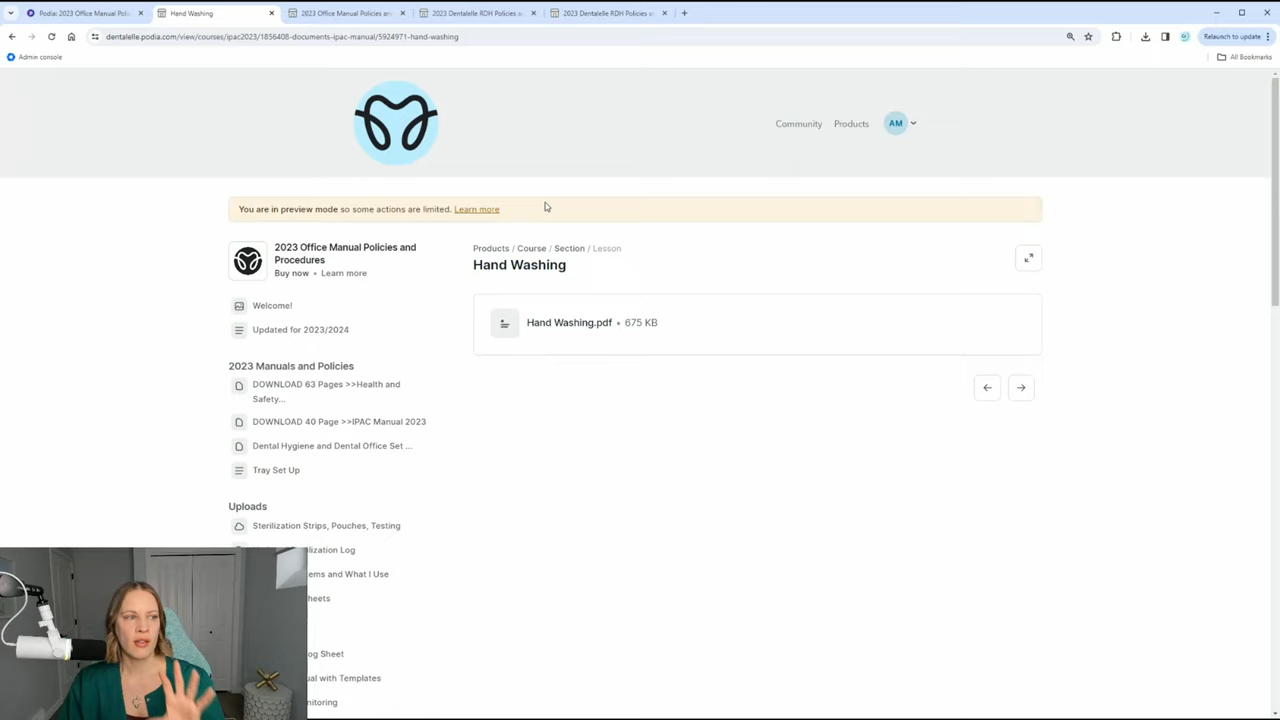 Podia: 2023 Office Manual Poli
Hand Washing
2023 Office Manual Policies an
2023 Dentalelle RDH Policies a
2023 Dentalelle RDH Policies a
dentalelle.podia.com/view/courses/ipac2023/1856408-documents-ipac-manual/5924971-hand-washing
Relaunch to update
Admin console
All Bookmarks
Community
Products
AM
You are in preview mode so some actions are limited. Learn more
2023 Office Manual Policies and
Procedures
Buy now • Learn more
Welcome!
Updated for 2023/2024
2023 Manuals and Policies
DOWNLOAD 63 Pages >>Health and
Safety...
DOWNLOAD 40 Page >>IPAC Manual 2023
Dental Hygiene and Dental Office Set ...
Tray Set Up
Uploads
Sterilization Strips, Pouches, Testing
ilization Log
ems and What I Use
heets
og Sheet
ual with Templates
nitoring
Products / Course / Section / Lesson
Hand Washing
Hand Washing.pdf • 675 KB